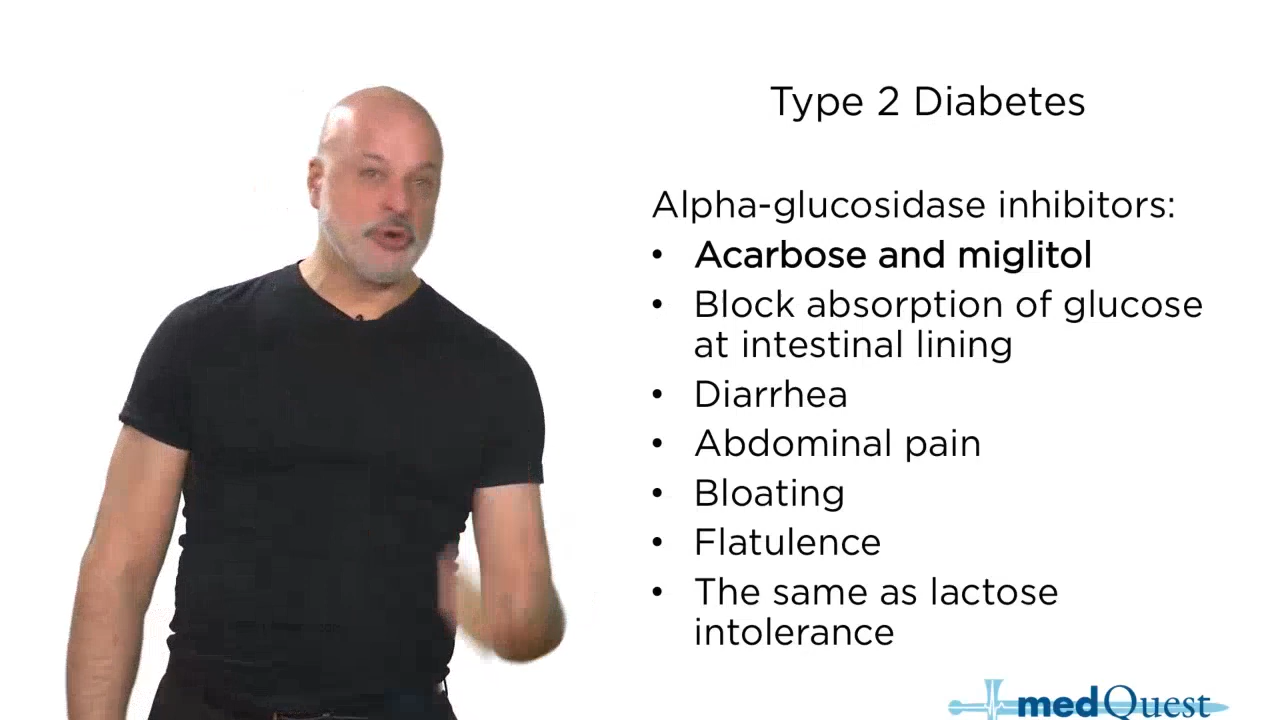 Type 2 Diabetes
Alpha-glucosidase inhibitors:
• Acarbose and miglitol
• Block absorption of glucose
at intestinal lining
• Diarrhea
• Abdominal pain
• Bloating
• Flatulence
• The same as lactose
intolerance
medQuest